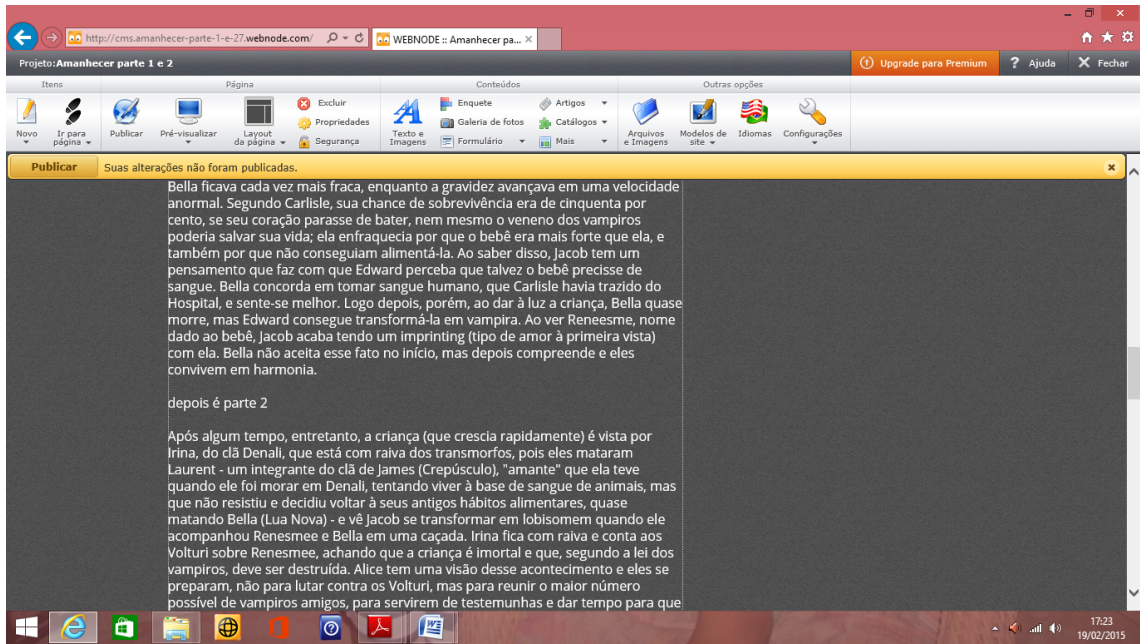 http://cms.amanhecer-parte-1-e-27.webnode.com/
WEBNODE :: Amanhecer pa...
Projeto:Amanhecer parte 1 e 2
Upgrade para Premium
? Ajuda
X Fechar
Itens
Página
Conteúdos
Outras opções
Novo
Ir para página
Publicar
Pré-visualizar
Layout da página
Excluir
Propriedades
Segurança
Texto e Imagens
Enquete
Galeria de fotos
Formulário
Artigos
Catálogos
Mais
Arquivos e Imagens
Modelos de site
Idiomas
Configurações
Publicar
Suas alterações não foram publicadas.
Bella ficava cada vez mais fraca, enquanto a gravidez avançava em uma velocidade
anormal. Segundo Carlisle, sua chance de sobrevivência era de cinquenta por
cento, se seu coração parasse de bater, nem mesmo o veneno dos vampiros
poderia salvar sua vida; ela enfraquecia por que o bebê era mais forte que ela, e
também por que não conseguiam alimentá-la. Ao saber disso, Jacob tem um
pensamento que faz com que Edward perceba que talvez o bebê precisse de
sangue. Bella concorda em tomar sangue humano, que Carlisle havia trazido do
Hospital, e sente-se melhor. Logo depois, porém, ao dar à luz a criança, Bella quase
morre, mas Edward consegue transformá-la em vampira. Ao ver Reneesme, nome
dado ao bebê, Jacob acaba tendo um imprinting (tipo de amor à primeira vista)
com ela. Bella não aceita esse fato no início, mas depois compreende e eles
convivem em harmonia.
depois é parte 2
Após algum tempo, entretanto, a criança (que crescia rapidamente) é vista por
Irina, do clã Denali, que está com raiva dos transmorfos, pois eles mataram
Laurent - um integrante do clã de James (Crepúsculo), "amante" que ela teve
quando ele foi morar em Denali, tentando viver à base de sangue de animais, mas
que não resistiu e decidiu voltar à seus antigos hábitos alimentares, quase
matando Bella (Lua Nova) - e vê Jacob se transformar em lobisomem quando ele
acompanhou Renesmee e Bella em uma caçada. Irina fica com raiva e conta aos
Volturi sobre Renesmee, achando que a criança é imortal e que, segundo a lei dos
vampiros, deve ser destruída. Alice tem uma visão desse acontecimento e eles se
preparam, não para lutar contra os Volturi, mas para reunir o maior número
possível de vampiros amigos, para servirem de testemunhas e dar tempo para que
17:23
19/02/2015